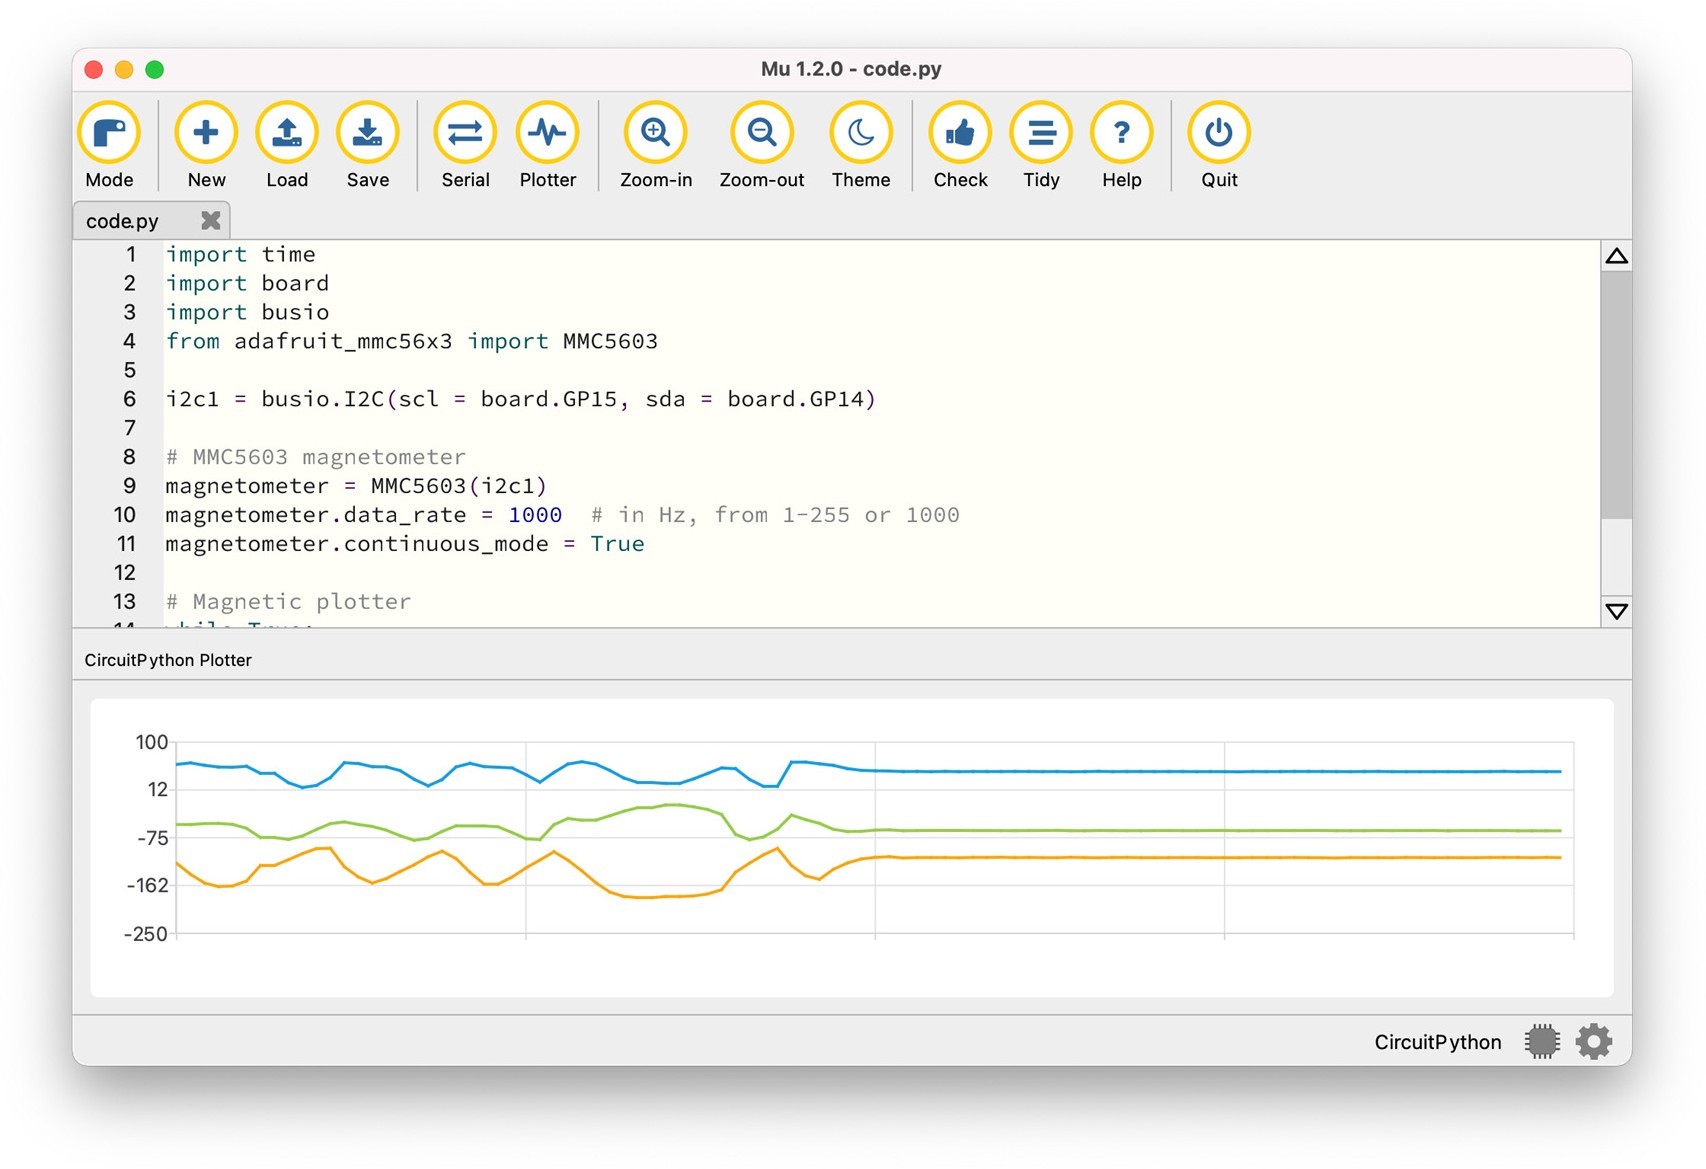 Mu 1.2.0 - code.py
Mode New Load Save Serial Plotter Zoom-in Zoom-out Theme Check Tidy Help Quit
code.py
1 import time
2 import board
3 import busio
4 from adafruit_mmc56x3 import MMC5603
5
6 i2c1 = busio.I2C(scl = board.GP15, sda = board.GP14)
7
8 # MMC5603 magnetometer
9 magnetometer = MMC5603(i2c1)
10 magnetometer.data_rate = 1000  # in Hz, from 1-255 or 1000
11 magnetometer.continuous_mode = True
12
13 # Magnetic plotter
14 while True:
CircuitPython Plotter
100
12
-75
-162
-250
CircuitPython